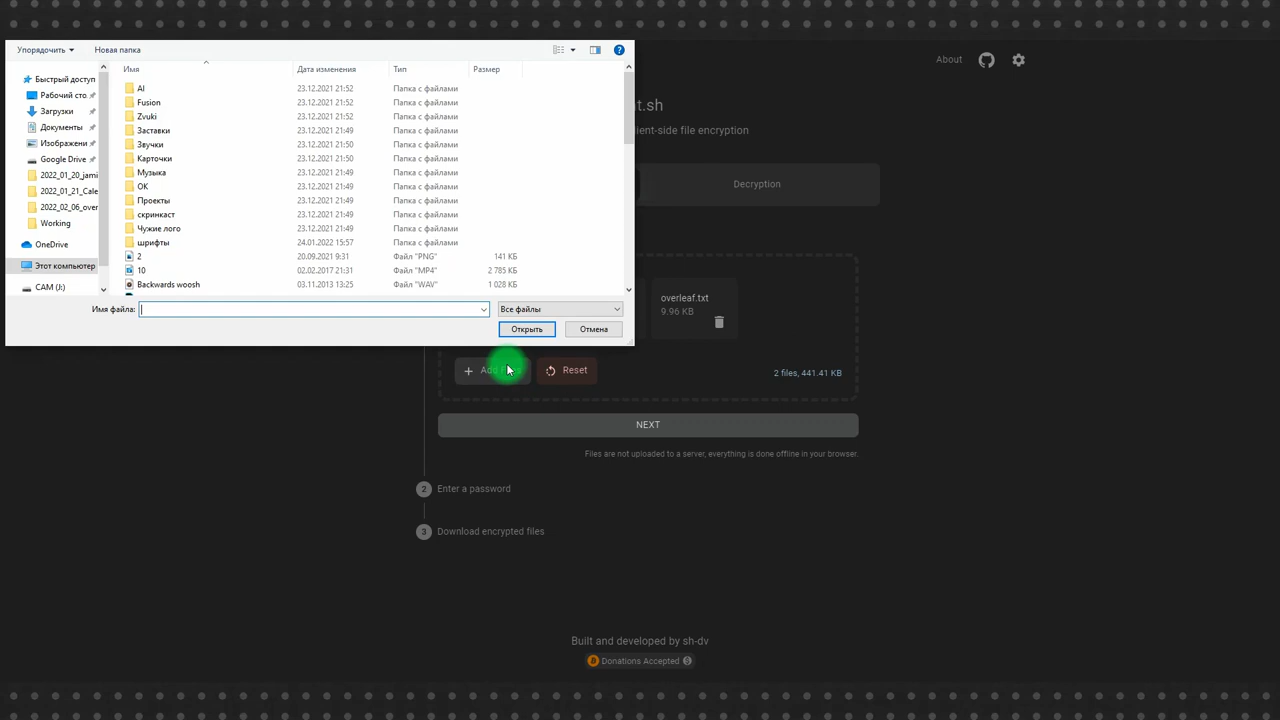 Упорядочить
Новая папка
About
Имя
Дата изменения
Тип
Размер
Быстрый доступ
Рабочий сто
Загрузки
Документы
Изображени
Google Drive
2022_01_20_jami
2022_01_21_Cale
2022_02_06_over
Working
OneDrive
Этот компьютер
CAM (J:)
AI 23.12.2021 21:52 Папка с файлами
Fusion 23.12.2021 21:52 Папка с файлами
Zvuki 23.12.2021 21:52 Папка с файлами
Заставки 23.12.2021 21:49 Папка с файлами
Звучки 23.12.2021 21:50 Папка с файлами
Карточки 23.12.2021 21:50 Папка с файлами
Музыка 23.12.2021 21:49 Папка с файлами
ОК 23.12.2021 21:49 Папка с файлами
Проекты 23.12.2021 21:49 Папка с файлами
скринкаст 23.12.2021 21:49 Папка с файлами
Чужие лого 23.12.2021 21:49 Папка с файлами
шрифты 24.01.2022 15:57 Папка с файлами
2 20.09.2021 9:31 Файл "PNG" 141 КБ
10 02.02.2017 21:31 Файл "MP4" 2 785 КБ
Backwards woosh 03.11.2013 13:25 Файл "WAV" 1 028 КБ
Имя файла:
Все файлы
Открыть
Отмена
t.sh
ient-side file encryption
Decryption
overleaf.txt
9.96 KB
Add Files
Reset
2 files, 441.41 KB
NEXT
Files are not uploaded to a server, everything is done offline in your browser.
2 Enter a password
3 Download encrypted files
Built and developed by sh-dv
Donations Accepted